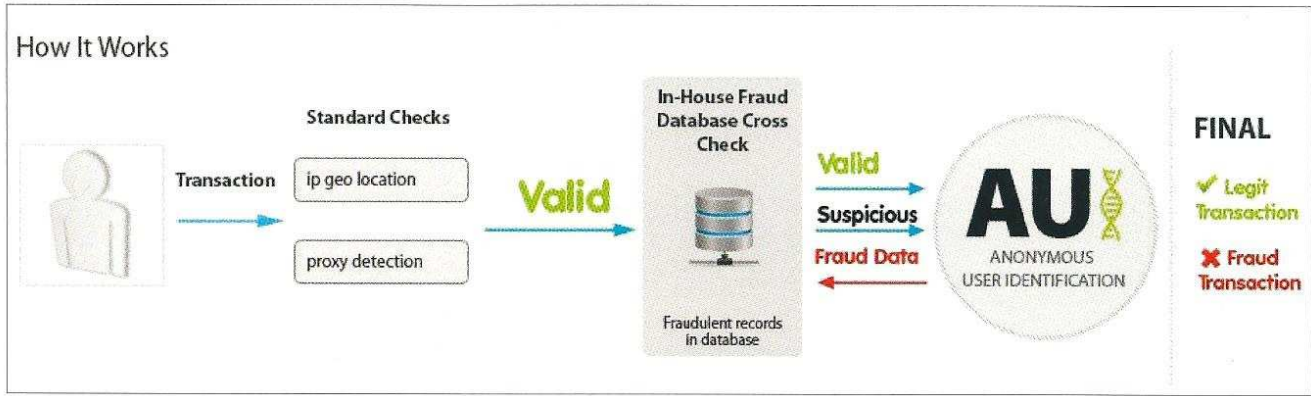 How It Works
Transaction
Standard Checks
ip geo location
proxy detection
Valid
In-House Fraud
Database Cross
Check
Fraudulent records
in database
Valid
Suspicious
Fraud Data
AU
ANONYMOUS
USER IDENTIFICATION
FINAL
✓ Legit
Transaction
✗ Fraud
Transaction